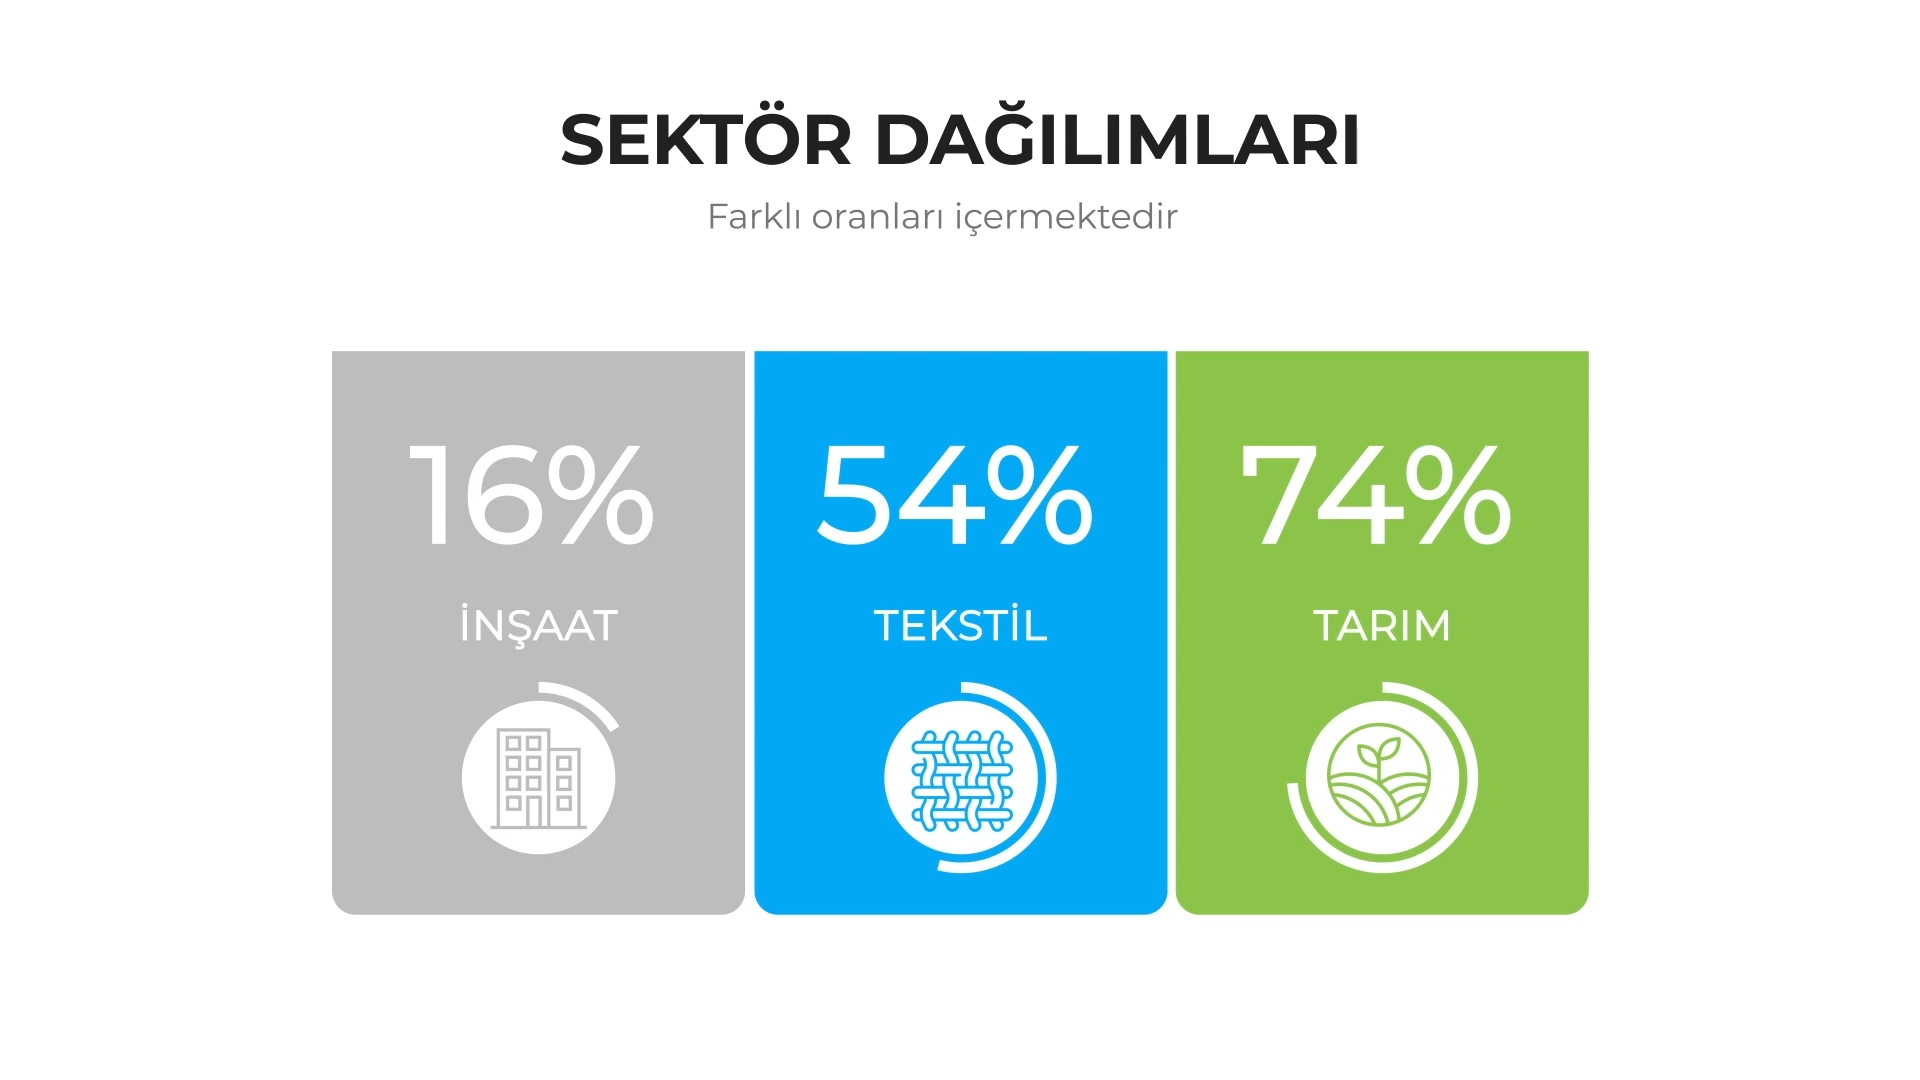 SEKTÖR DAĞILIMLARI
Farklı oranları içermektedir
16% 54% 74%
İNŞAAT TEKSTİL TARIM